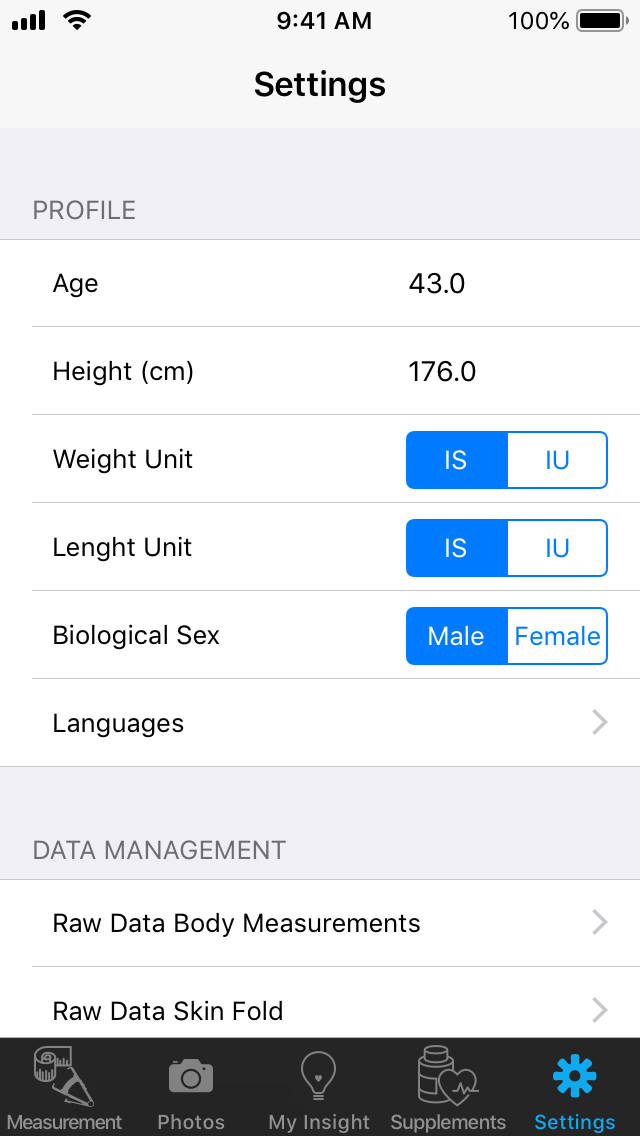 9:41 AM 100%
Settings
PROFILE
Age 43.0
Height (cm) 176.0
Weight Unit IS IU
Lenght Unit IS IU
Biological Sex Male Female
Languages
DATA MANAGEMENT
Raw Data Body Measurements
Raw Data Skin Fold
Measurement Photos My Insight Supplements Settings